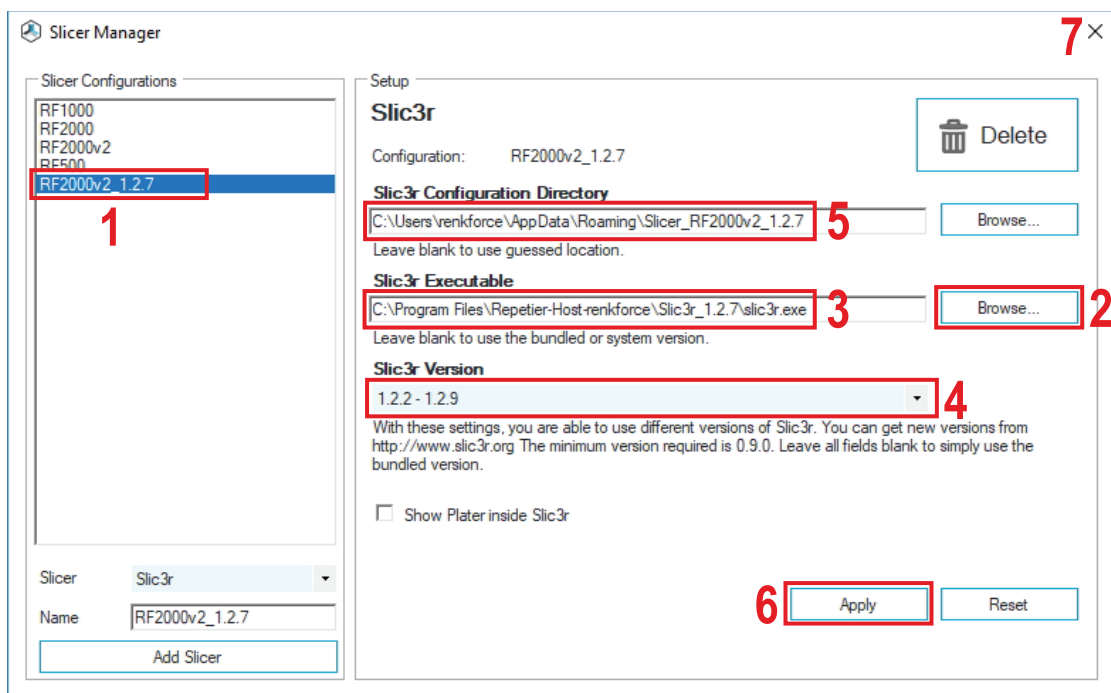 Slicer Manager
7
Slicer Configurations
RF1000
RF2000
RF2000v2
RF500
RF2000v2_1.2.7
1
Slicer
Slic3r
Name
RF2000v2_1.2.7
Add Slicer
Setup
Slic3r
Delete
Configuration: RF2000v2_1.2.7
Slic3r Configuration Directory
C:\Users\renkforce\AppData\Roaming\Slicer_RF2000v2_1.2.7
5
Browse...
Leave blank to use guessed location.
Slic3r Executable
C:\Program Files\Repetier-Host-renkforce\Slic3r_1.2.7\slic3r.exe
3
Browse...
2
Leave blank to use the bundled or system version.
Slic3r Version
1.2.2 - 1.2.9
4
With these settings, you are able to use different versions of Slic3r. You can get new versions from
http://www.slic3r.org The minimum version required is 0.9.0. Leave all fields blank to simply use the
bundled version.
Show Plater inside Slic3r
6
Apply
Reset